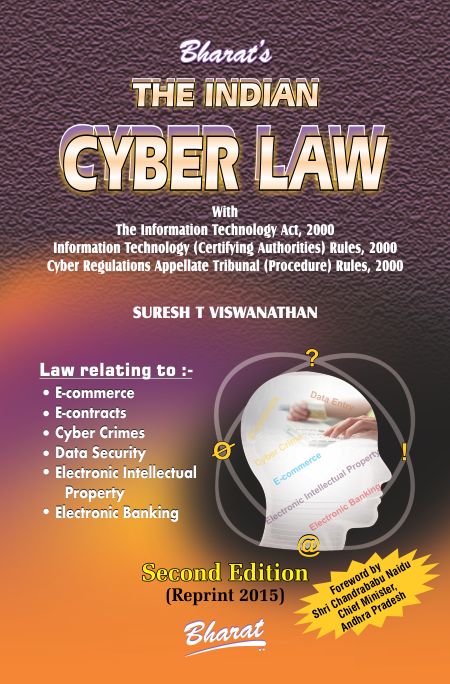 Bharat's
THE INDIAN
CYBER LAW
With
The Information Technology Act, 2000
Information Technology (Certifying Authorities) Rules, 2000
Cyber Regulations Appellate Tribunal (Procedure) Rules, 2000
SURESH T VISWANATHAN
Law relating to :-
• E-commerce
• E-contracts
• Cyber Crimes
• Data Security
• Electronic Intellectual
Property
• Electronic Banking
?
Data Entry
Cyber Crimes
E-commerce
Electronic Intellectual Property
Electronic Banking
!
@
Second Edition
(Reprint 2015)
Foreword by
Shri Chandrababu Naidu
Chief Minister,
Andhra Pradesh
Bharat